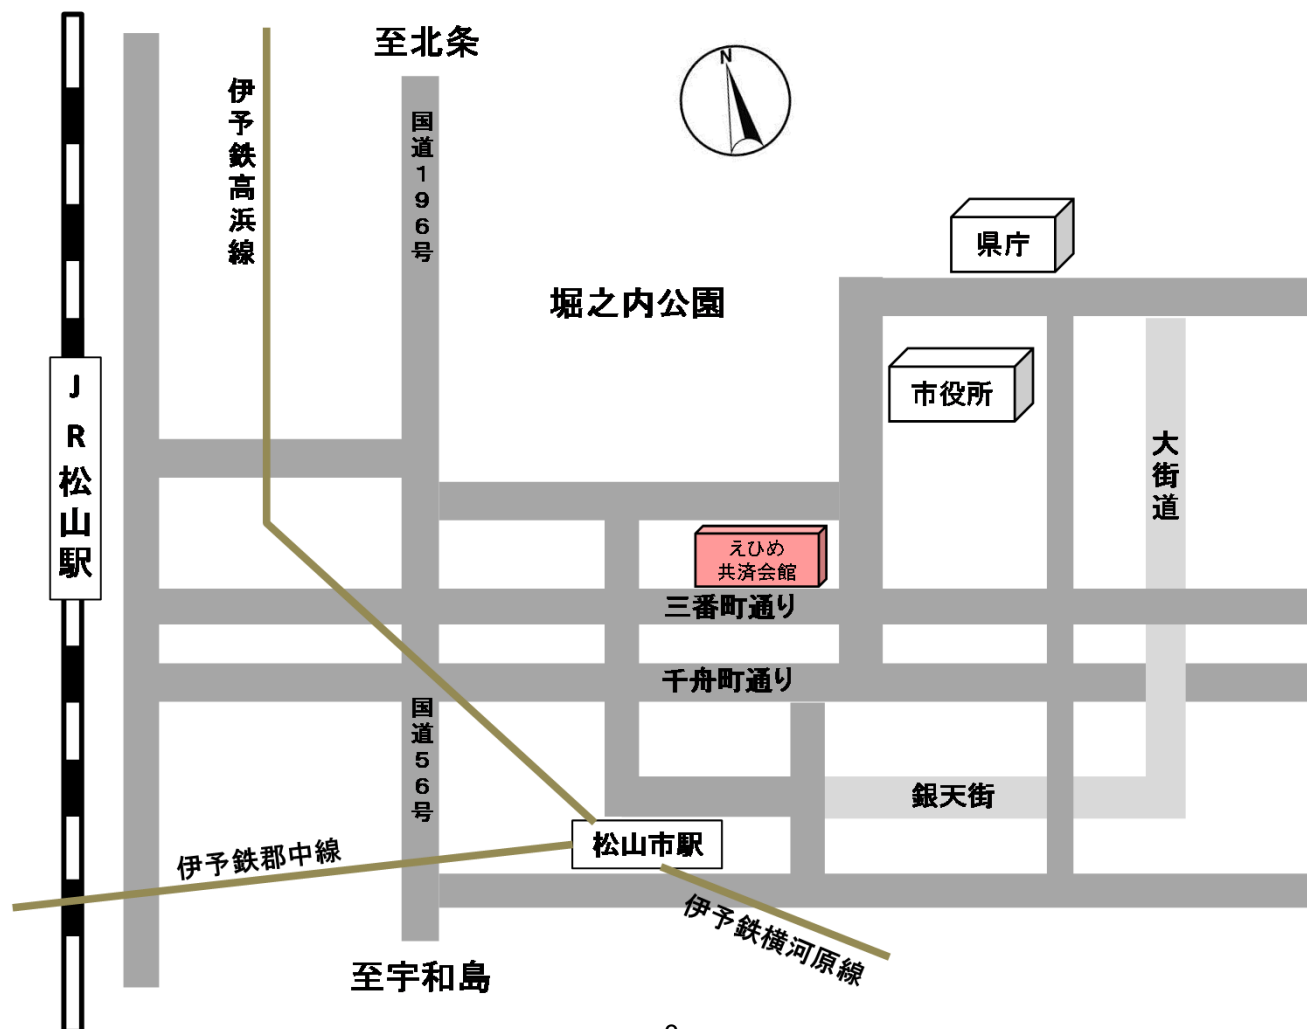 至北条
N
伊予鉄高浜線
国道196号
県庁
堀之内公園
市役所
JR松山駅
大街道
えひめ
共済会館
三番町通り
千舟町通り
国道56号
銀天街
松山市駅
伊予鉄郡中線
伊予鉄横河原線
至宇和島